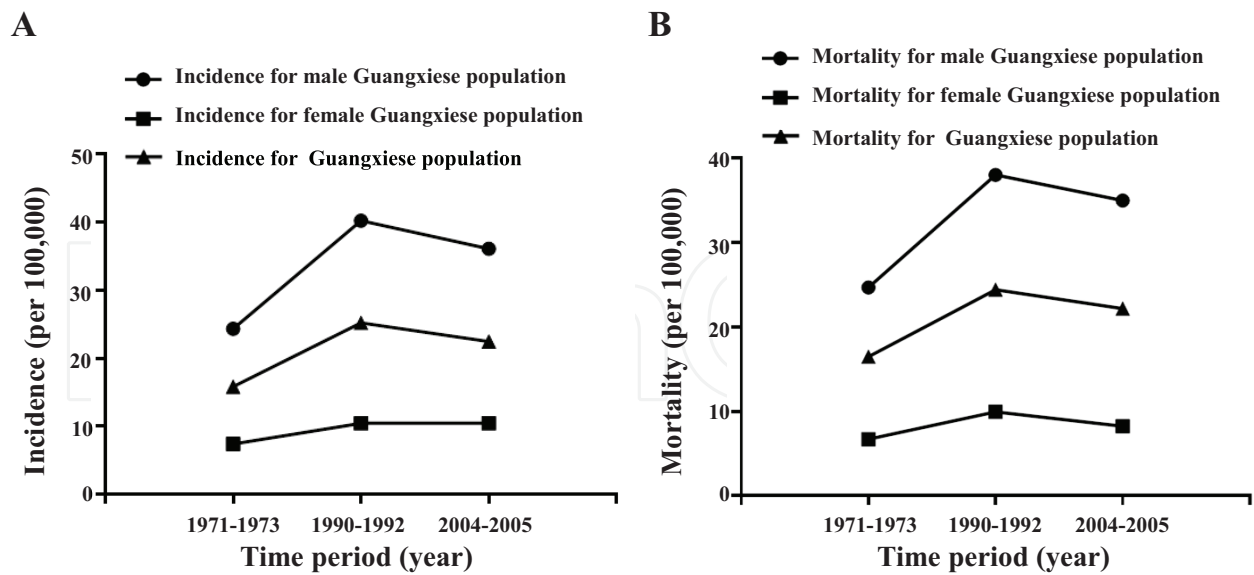 A
Incidence for male Guangxiese population
Incidence for female Guangxiese population
Incidence for Guangxiese population
50
40
30
20
10
0
Incidence (per 100,000)
1971-1973 1990-1992 2004-2005
Time period (year)
B
Mortality for male Guangxiese population
Mortality for female Guangxiese population
Mortality for Guangxiese population
40
30
20
10
0
Mortality (per 100,000)
1971-1973 1990-1992 2004-2005
Time period (year)